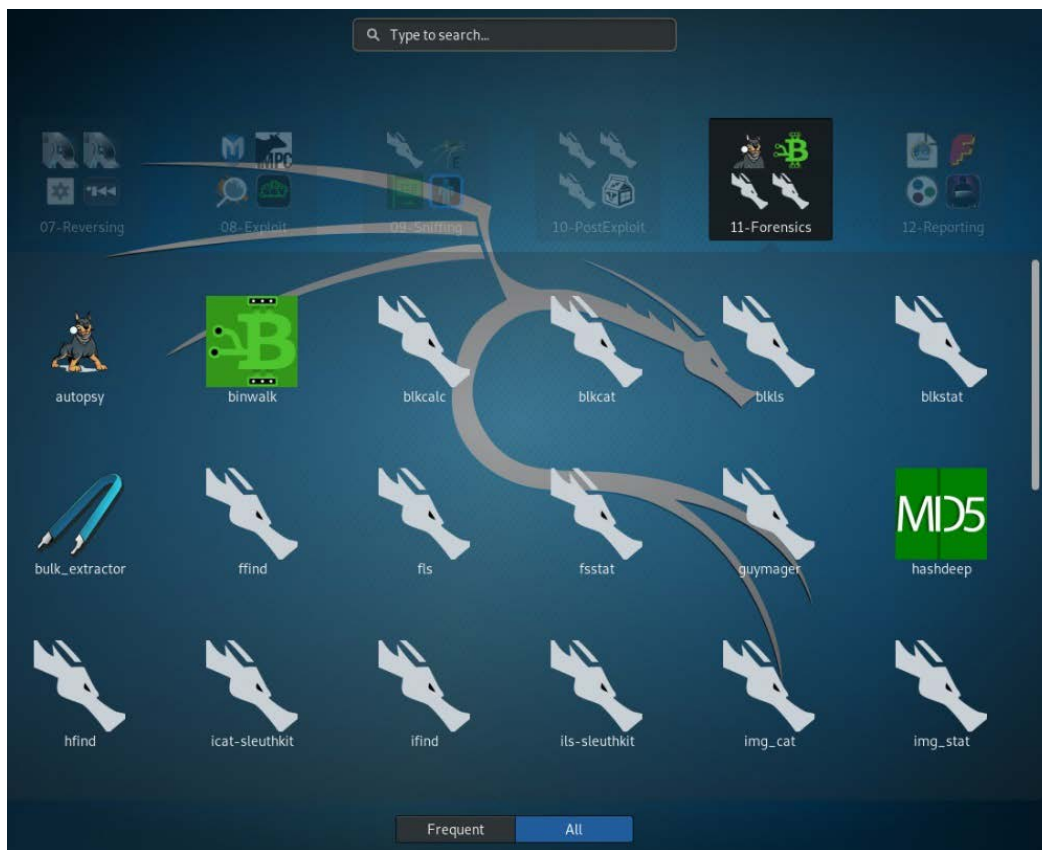 Type to search...
07-Reversing 08-Exploit 09-Sniffing 10-PostExploit 11-Forensics 12-Reporting
autopsy binwalk blkcalc blkcat blkls blkstat
MD5
bulk_extractor ffind fls fsstat guymager hashdeep
hfind icat-sleuthkit ifind ils-sleuthkit img_cat img_stat
Frequent All